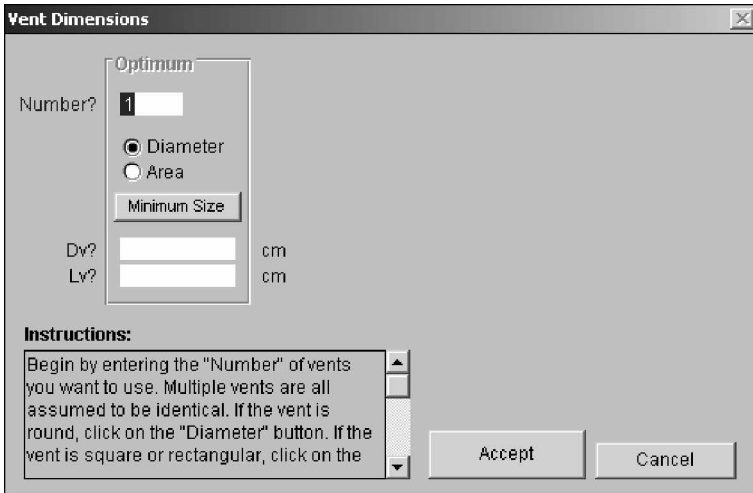 Vent Dimensions
Optimum
Number? 1
Diameter
Area
Minimum Size
Dv? cm
Lv? cm
Instructions:
Begin by entering the "Number" of vents
you want to use. Multiple vents are all
assumed to be identical. If the vent is
round, click on the "Diameter" button. If the
vent is square or rectangular, click on the
Accept
Cancel